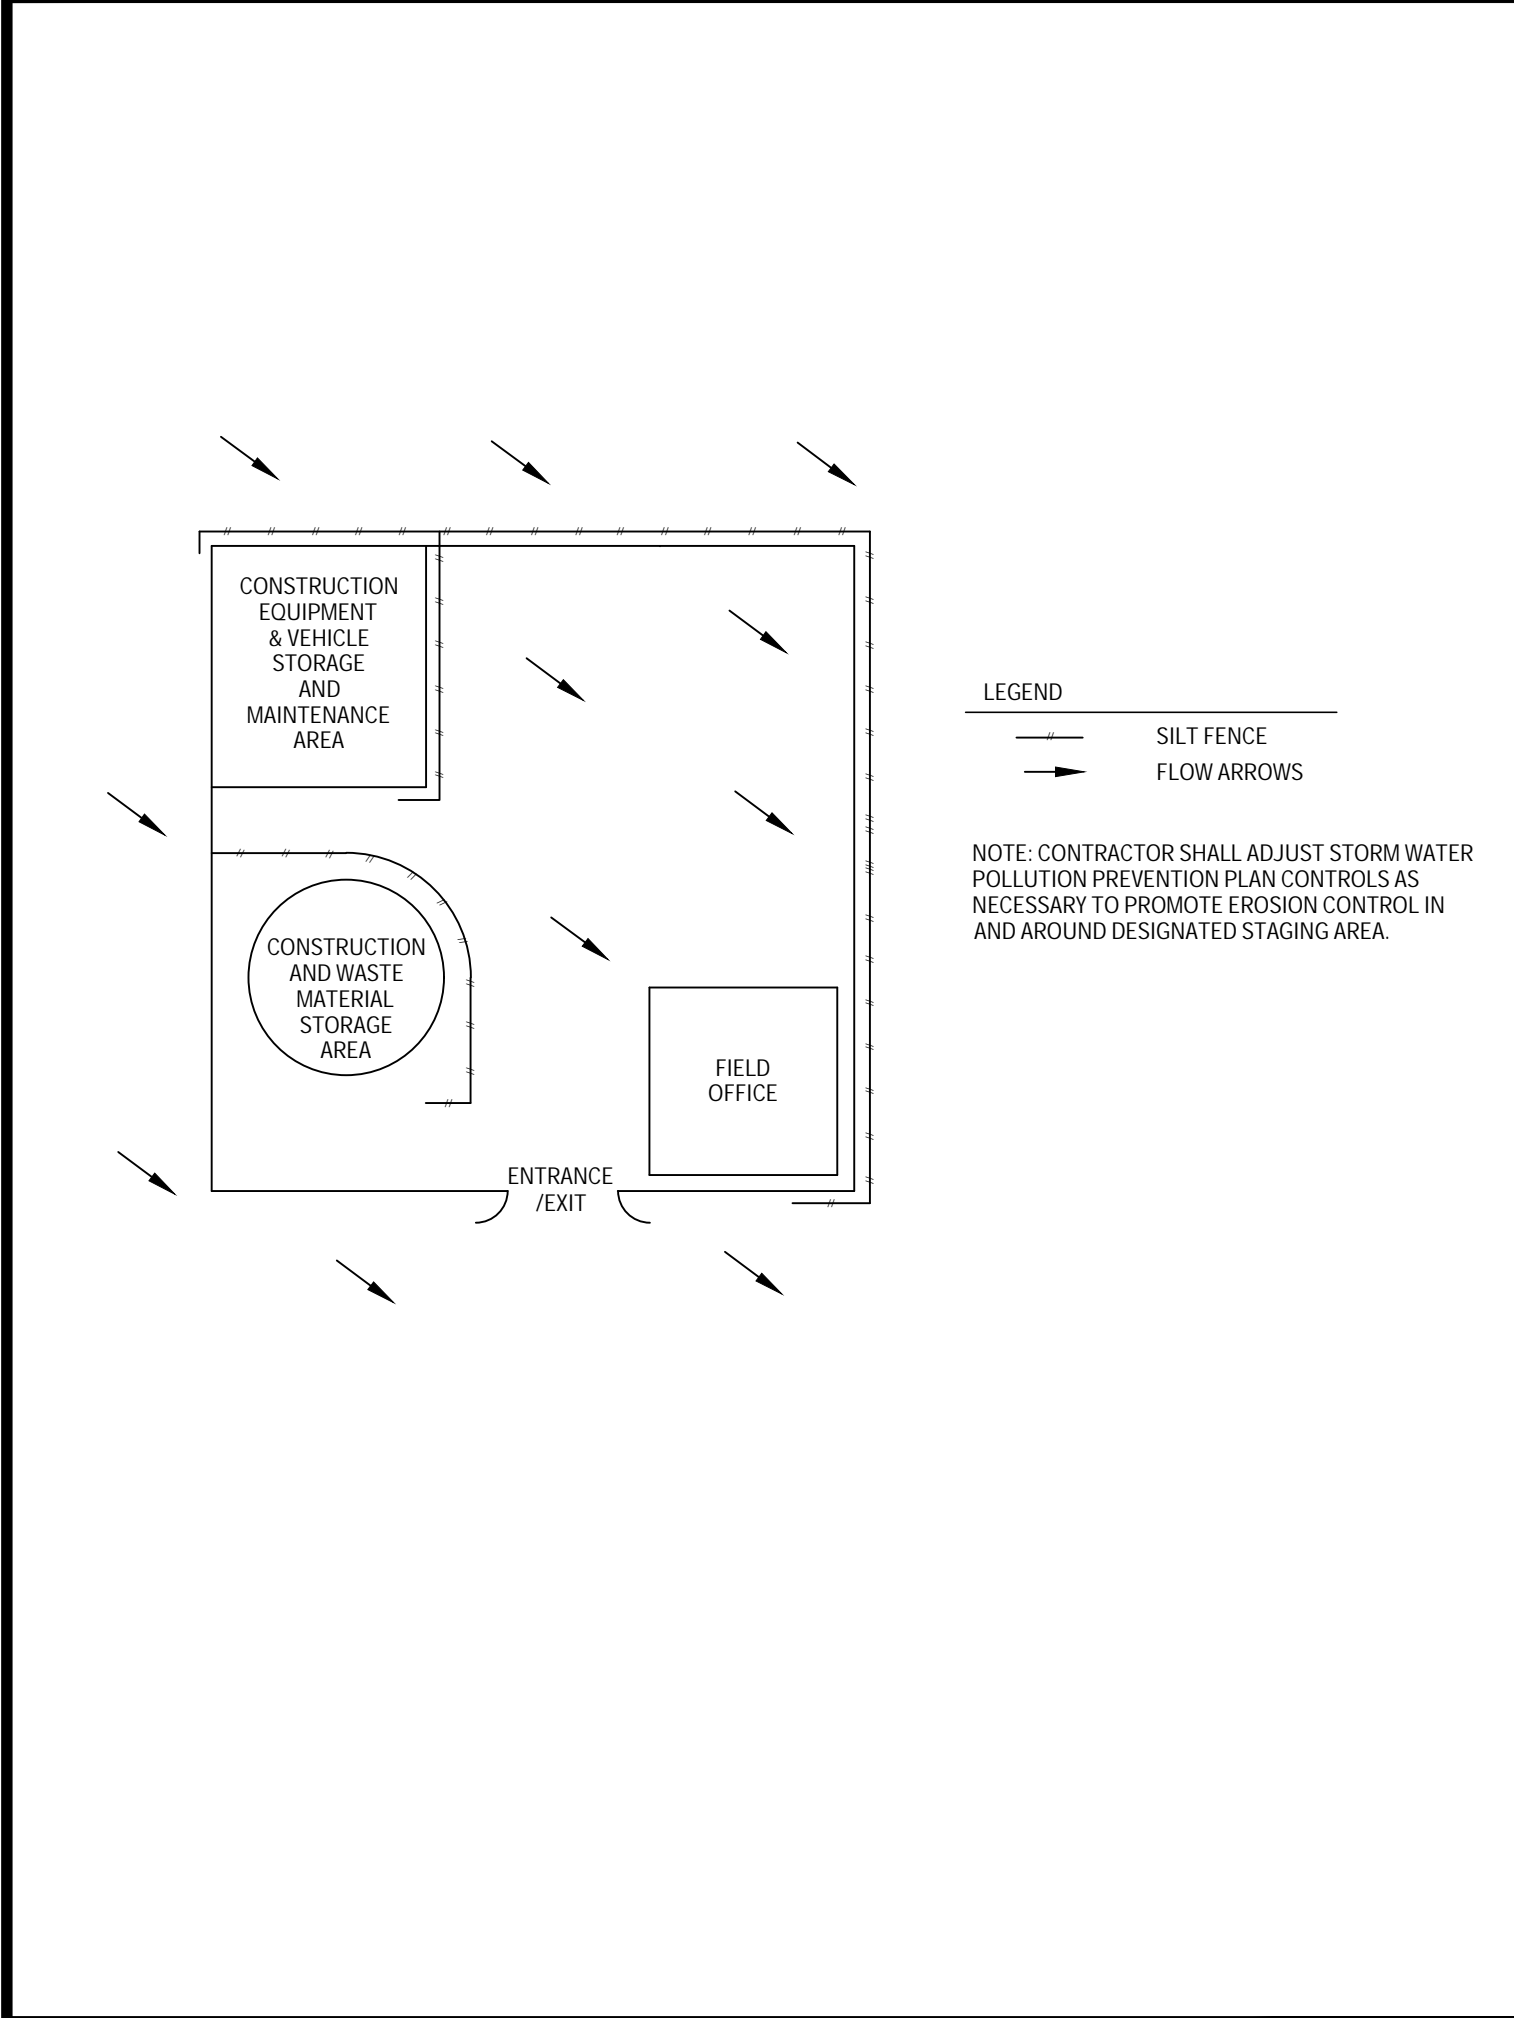 CONSTRUCTION
EQUIPMENT
& VEHICLE
STORAGE
AND
MAINTENANCE
AREA
CONSTRUCTION
AND WASTE
MATERIAL
STORAGE
AREA
FIELD
OFFICE
ENTRANCE
/EXIT
LEGEND
SILT FENCE
FLOW ARROWS
NOTE: CONTRACTOR SHALL ADJUST STORM WATER
POLLUTION PREVENTION PLAN CONTROLS AS
NECESSARY TO PROMOTE EROSION CONTROL IN
AND AROUND DESIGNATED STAGING AREA.